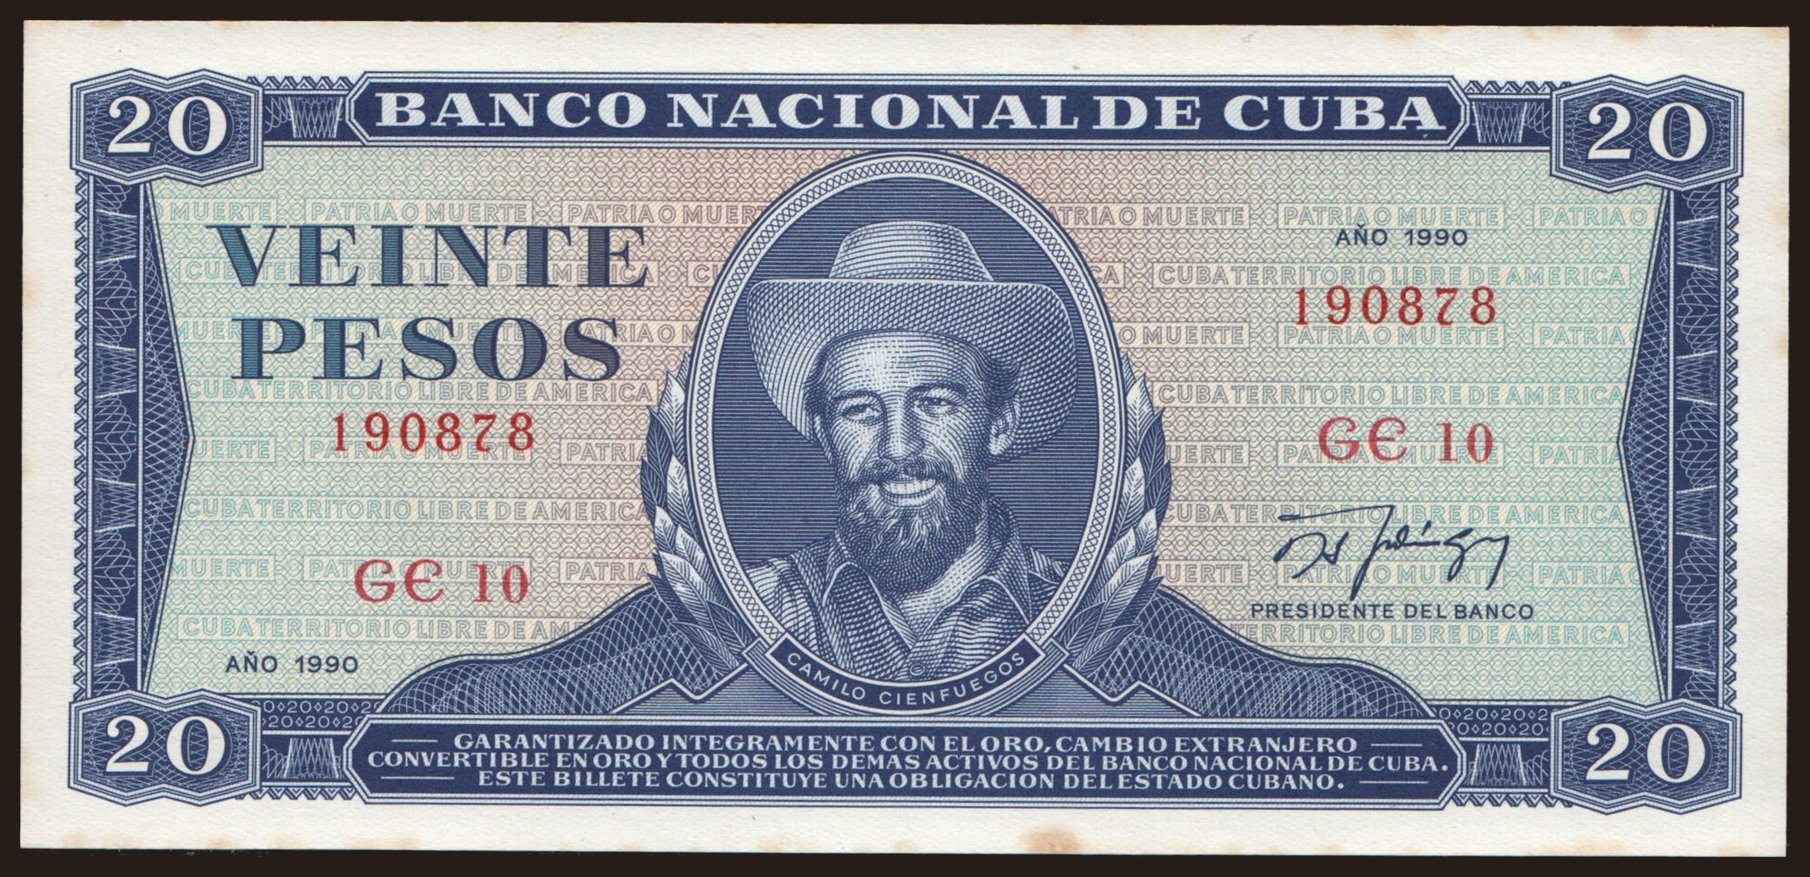 20 BANCO NACIONAL DE CUBA 20
PATRIA O MUERTE
CUBA TERRITORIO LIBRE DE AMERICA
VEINTE
PESOS
190878
GE 10
AÑO 1990
AÑO 1990
190878
GE 10
PRESIDENTE DEL BANCO
CAMILO CIENFUEGOS
20 20
GARANTIZADO INTEGRAMENTE CON EL ORO, CAMBIO EXTRANJERO
CONVERTIBLE EN ORO Y TODOS LOS DEMAS ACTIVOS DEL BANCO NACIONAL DE CUBA.
ESTE BILLETE CONSTITUYE UNA OBLIGACION DEL ESTADO CUBANO.